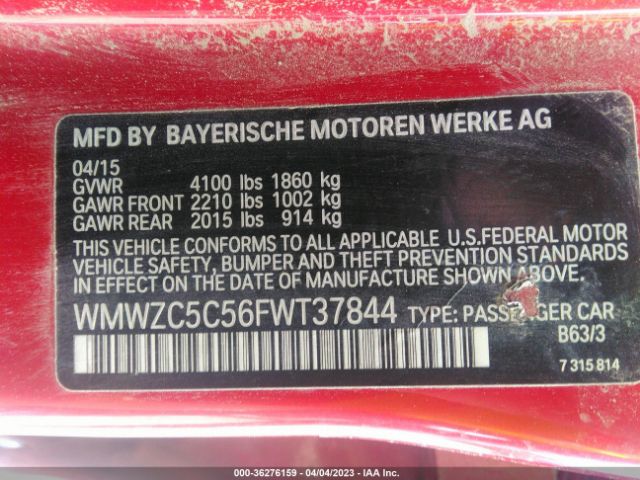 MFD BY BAYERISCHE MOTOREN WERKE AG
04/15
GVWR 4100 lbs 1860 kg
GAWR FRONT 2210 lbs 1002 kg
GAWR REAR 2015 lbs 914 kg
THIS VEHICLE CONFORMS TO ALL APPLICABLE U.S.FEDERAL MOTOR
VEHICLE SAFETY, BUMPER AND THEFT PREVENTION STANDARDS
IN EFFECT ON THE DATE OF MANUFACTURE SHOWN ABOVE.
WMWZC5C56FWT37844 TYPE: PASSENGER CAR
B63/3
7 315 814
000-36276159 - 04/04/2023 - IAA Inc.